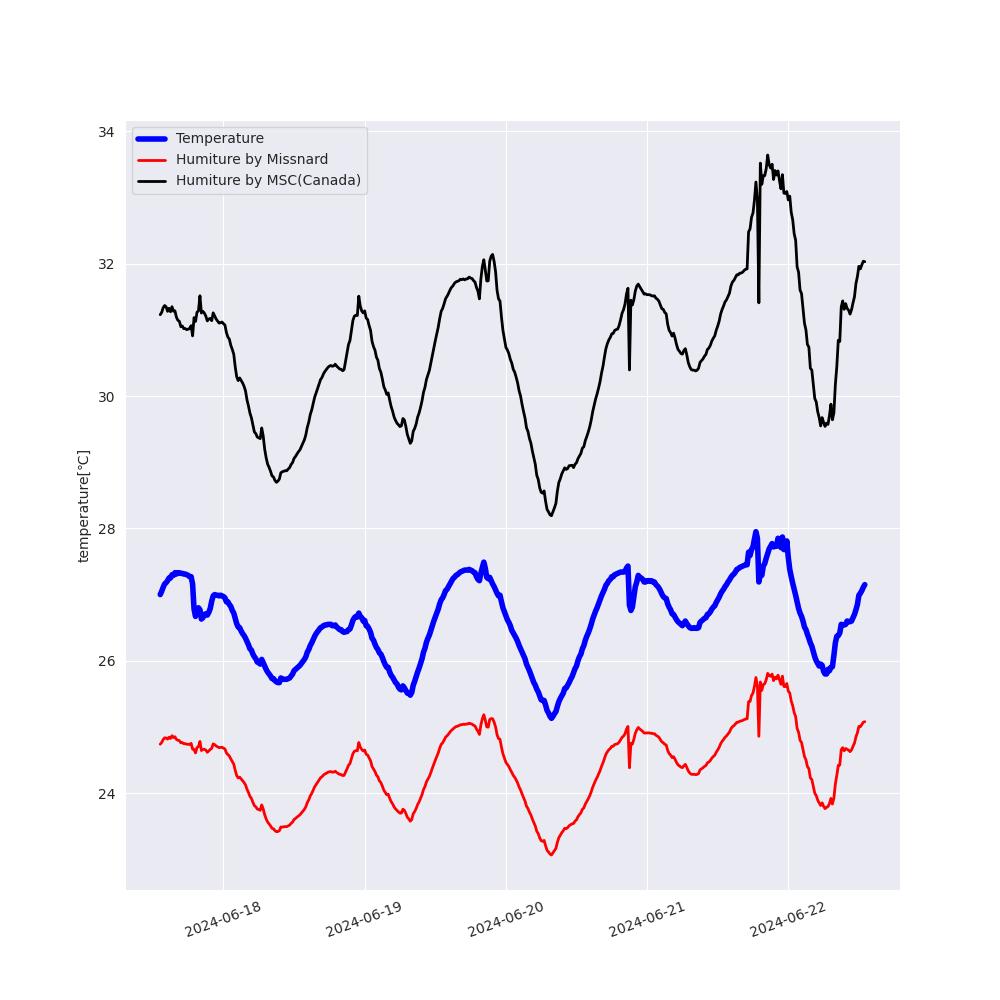 34
32
30
28
26
24
temperature[℃]
Temperature
Humiture by Missnard
Humiture by MSC(Canada)
2024-06-18
2024-06-19
2024-06-20
2024-06-21
2024-06-22